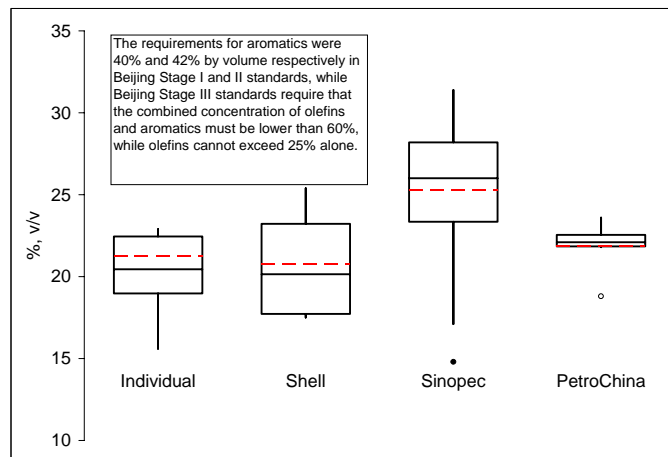 35
The requirements for aromatics were
40% and 42% by volume respectively in
Beijing Stage I and II standards, while
Beijing Stage III standards require that
the combined concentration of olefins
and aromatics must be lower than 60%,
while olefins cannot exceed 25% alone.
30
25
%, v/v
20
15
Individual Shell Sinopec PetroChina
10